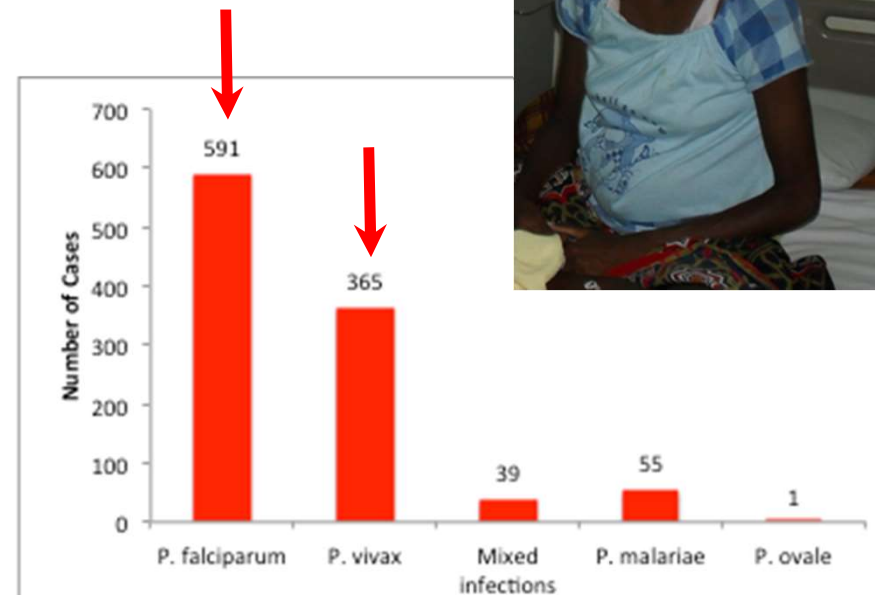 700
591
600
500
365
400
Number of Cases
300
200
39
55
100
1
0
P. falciparum
P. vivax
Mixed
infections
P. malariae
P. ovale